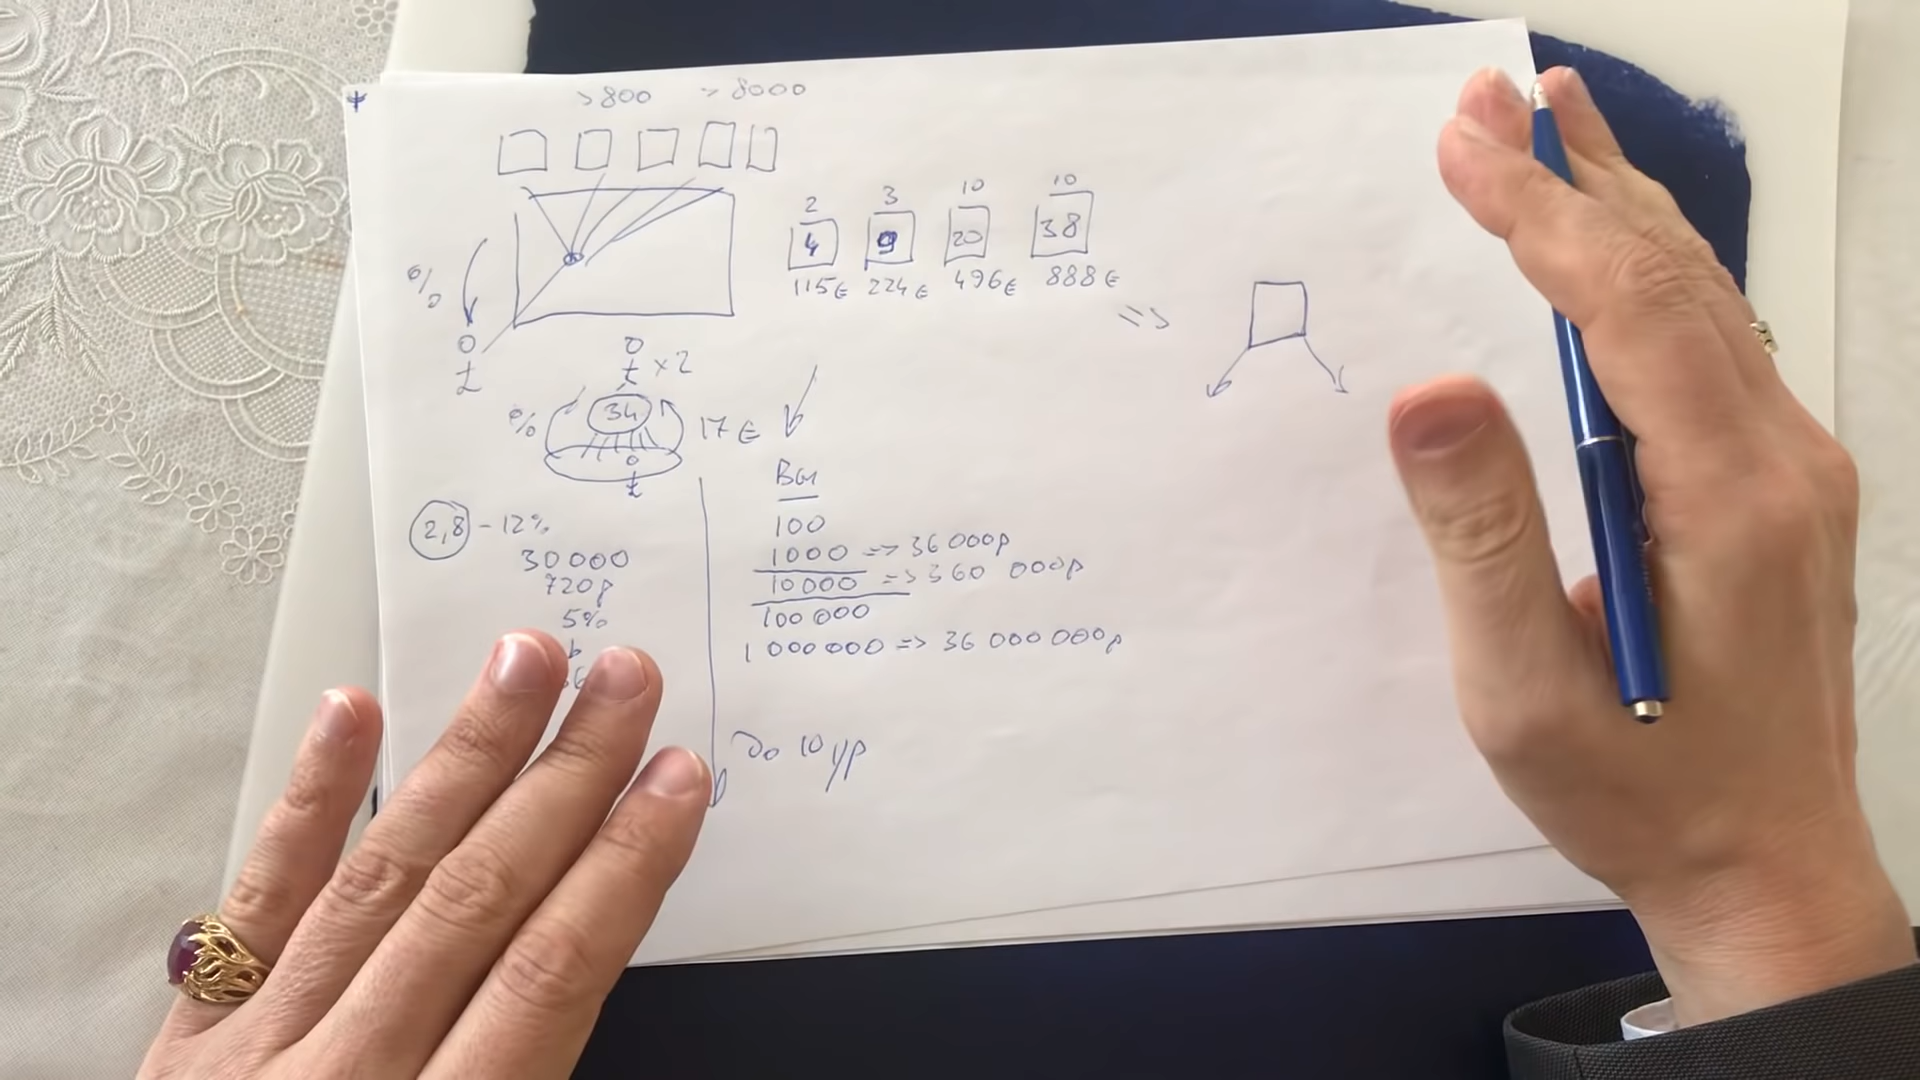 >800 => 8000
2 3 10 10
4 9 20 38
115€ 224€ 496€ 888€
%
=>
x2
% 34 17€
Вы
2,8 - 12%
30000
720р
5%
100
1000 => 36 000р
10000 => 360 000р
100 000
1 000 000 => 36 000 000р
до 10 ур